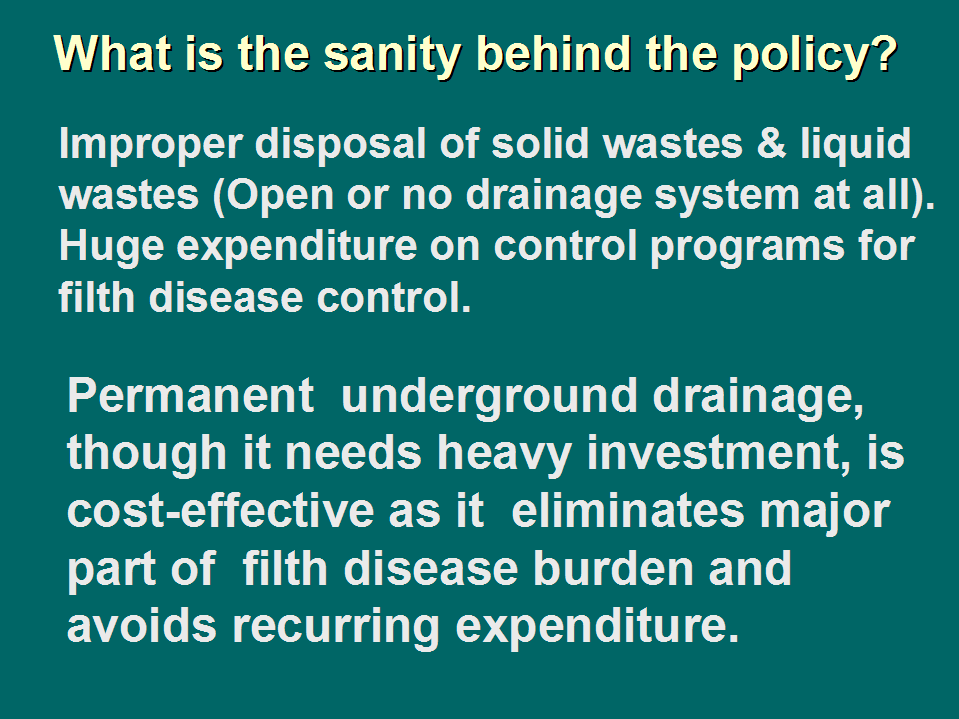 What is the sanity behind the policy?
Improper disposal of solid wastes & liquid
wastes (Open or no drainage system at all).
Huge expenditure on control programs for
filth disease control.
Permanent  underground drainage,
though it needs heavy investment, is
cost-effective as it  eliminates major
part of  filth disease burden and
avoids recurring expenditure.